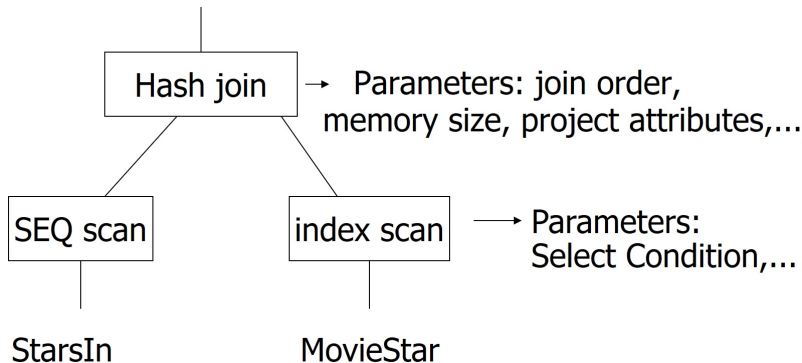 Hash join
Parameters: join order,
memory size, project attributes,...
SEQ scan
index scan
Parameters:
Select Condition,...
StarsIn
MovieStar